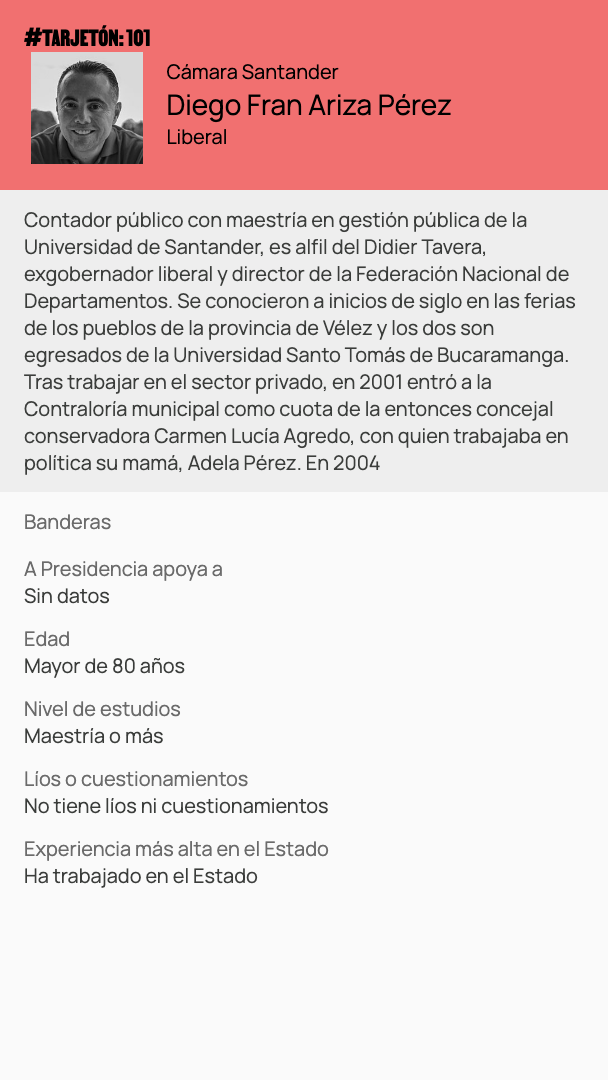 #TARJETÓN: 101
Cámara Santander
Diego Fran Ariza Pérez
Liberal
Contador público con maestría en gestión pública de la
Universidad de Santander, es alfil del Didier Tavera,
exgobernador liberal y director de la Federación Nacional de
Departamentos. Se conocieron a inicios de siglo en las ferias
de los pueblos de la provincia de Vélez y los dos son
egresados de la Universidad Santo Tomás de Bucaramanga.
Tras trabajar en el sector privado, en 2001 entró a la
Contraloría municipal como cuota de la entonces concejal
conservadora Carmen Lucía Agredo, con quien trabajaba en
política su mamá, Adela Pérez. En 2004
Banderas
A Presidencia apoya a
Sin datos
Edad
Mayor de 80 años
Nivel de estudios
Maestría o más
Líos o cuestionamientos
No tiene líos ni cuestionamientos
Experiencia más alta en el Estado
Ha trabajado en el Estado